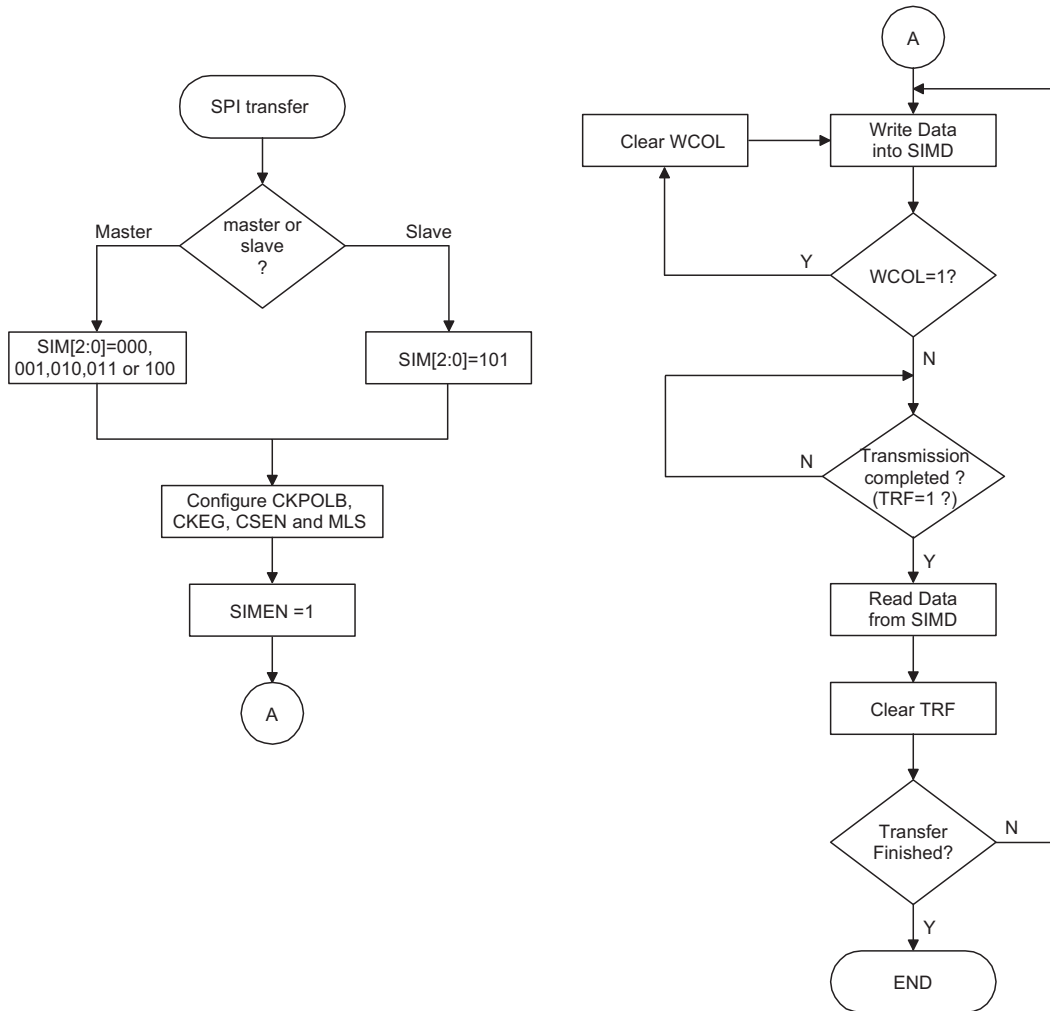 SPI transfer
master or
slave
?
Master
Slave
SIM[2:0]=000,
001,010,011 or 100
SIM[2:0]=101
Configure CKPOLB,
CKEG, CSEN and MLS
SIMEN =1
A
A
Clear WCOL
Write Data
into SIMD
Y
WCOL=1?
N
N
Transmission
completed ?
(TRF=1 ?)
Y
Read Data
from SIMD
Clear TRF
Transfer
Finished?
N
Y
END